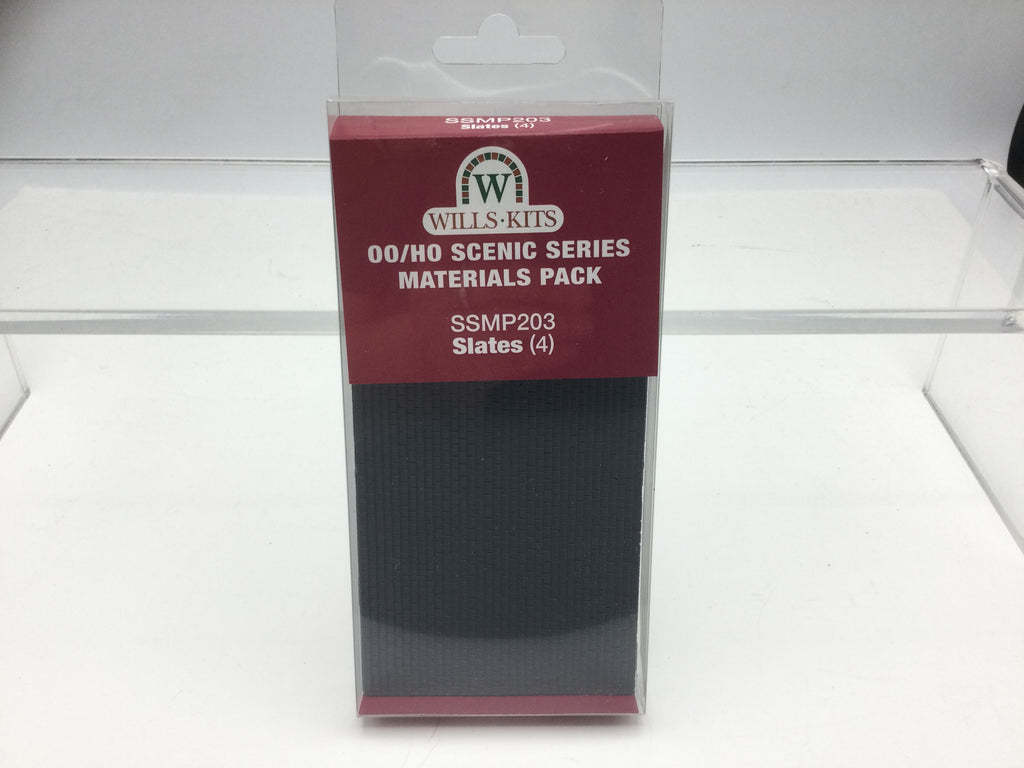 SSMP203
Slates (4)
W
WILLS·KITS
OO/HO SCENIC SERIES
MATERIALS PACK
SSMP203
Slates (4)